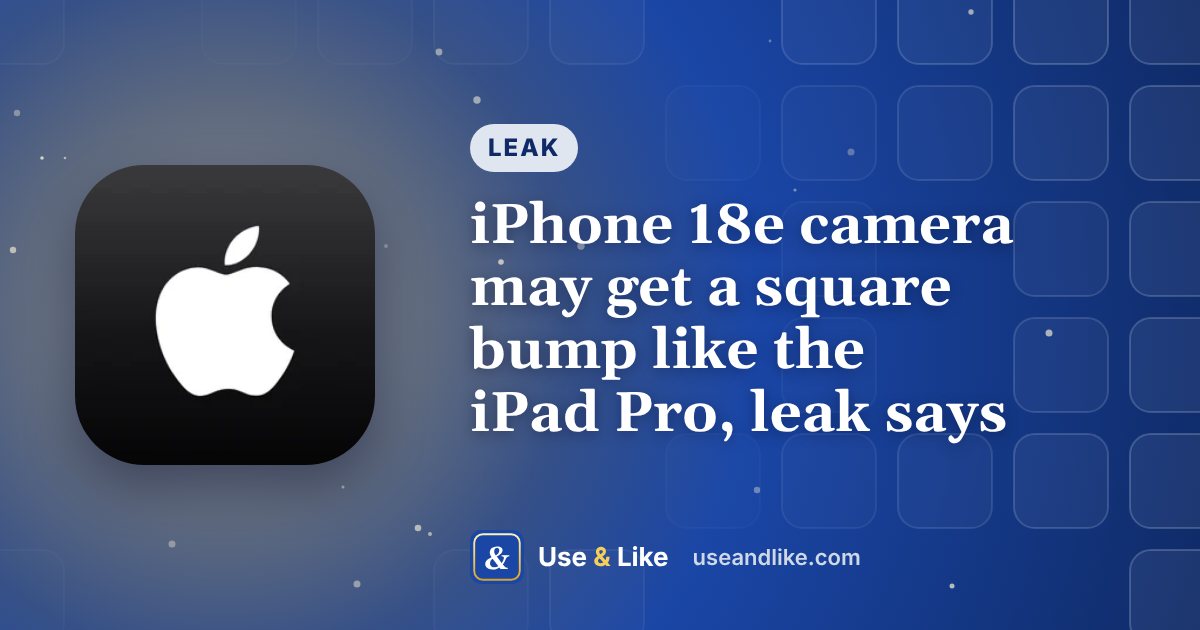 LEAK
iPhone 18e camera
may get a square
bump like the
iPad Pro, leak says
& Use & Like useandlike.com